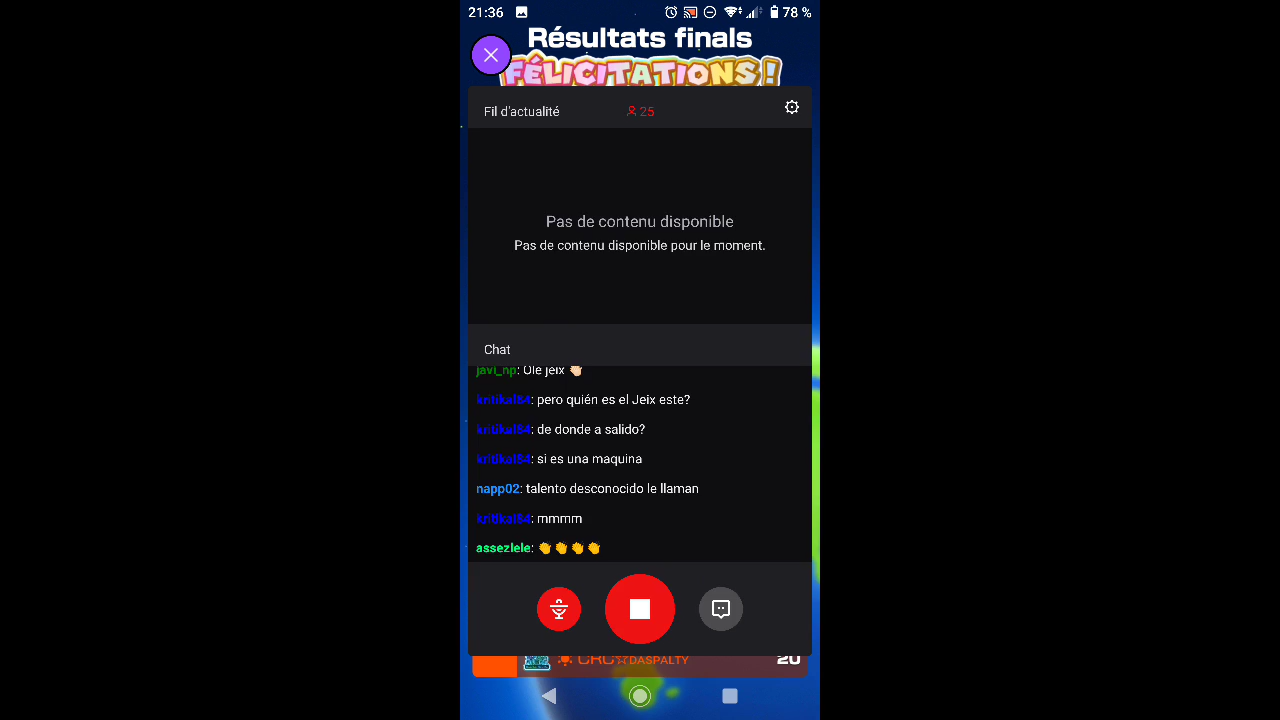 21:36
78 %
Résultats finals
FÉLICITATIONS !
Fil d'actualité
25
Pas de contenu disponible
Pas de contenu disponible pour le moment.
Chat
javi_np: Ole jeix 👏🏻
kritikal84: pero quién es el Jeix este?
kritikal84: de donde a salido?
kritikal84: si es una maquina
napp02: talento desconocido le llaman
kritikal84: mmmm
assezlele: 👏 👏 👏 👏
CRC☆DASPALTY
20